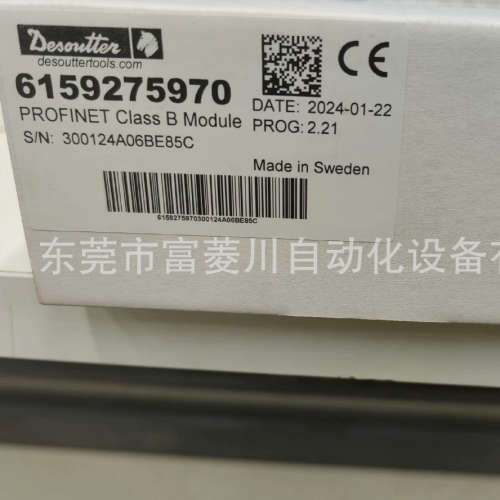 Desoutter
desouttertools.com
6159275970
PROFINET Class B Module
S/N: 300124A06BE85C
DATE: 2024-01-22
PROG: 2.21
CE
Made in Sweden
6159275970300124A06BE85C
东莞市富菱川自动化设备有